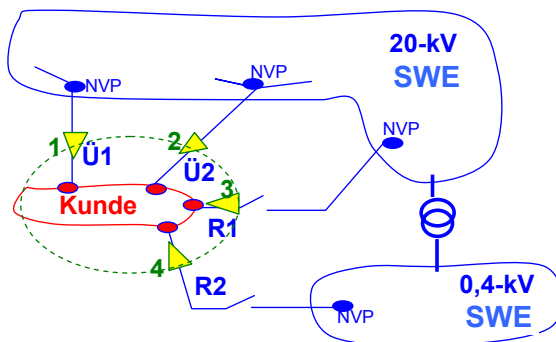 20-kV
SWE
NVP
NVP
NVP
1
Ü1
2
Ü2
3
Kunde
R1
4
R2
0,4-kV
SWE
NVP